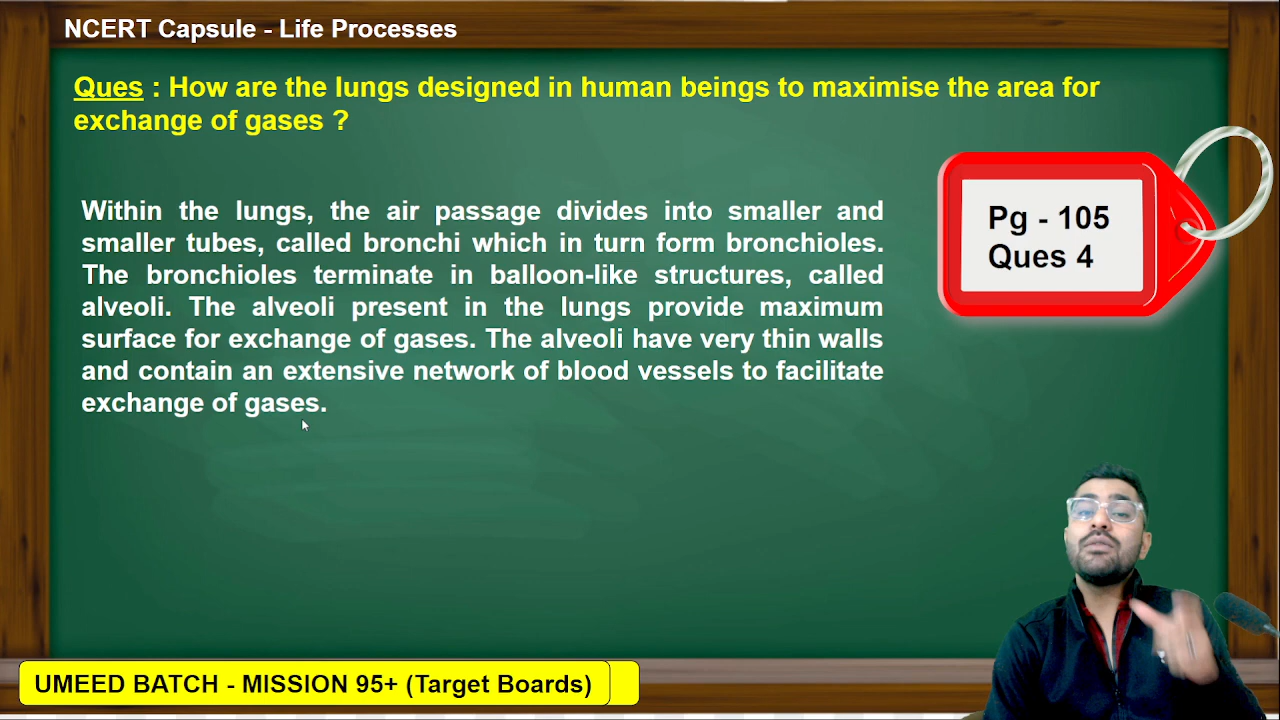 NCERT Capsule - Life Processes
Ques : How are the lungs designed in human beings to maximise the area for
exchange of gases ?
Within the lungs, the air passage divides into smaller and
smaller tubes, called bronchi which in turn form bronchioles.
The bronchioles terminate in balloon-like structures, called
alveoli. The alveoli present in the lungs provide maximum
surface for exchange of gases. The alveoli have very thin walls
and contain an extensive network of blood vessels to facilitate
exchange of gases.
Pg - 105
Ques 4
UMEED BATCH - MISSION 95+ (Target Boards)